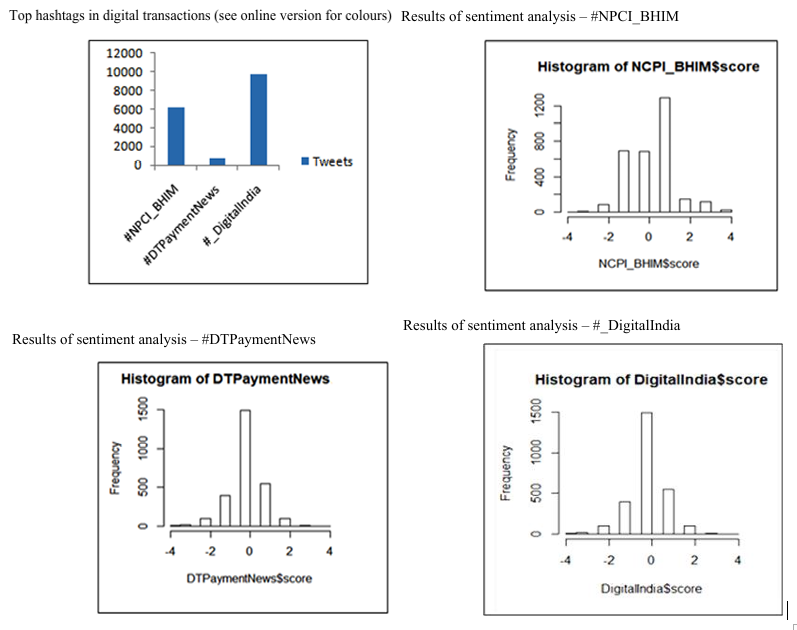 Top hashtags in digital transactions (see online version for colours)
12000
10000
8000
6000
4000
2000
0
#NPCI_BHIM
#DTPaymentNews
#_DigitalIndia
Tweets
Results of sentiment analysis – #NPCI_BHIM
Histogram of NCPI_BHIM$score
Frequency
1200
800
400
0
-4 -2 0 2 4
NCPI_BHIM$score
Results of sentiment analysis – #DTPaymentNews
Histogram of DTPaymentNews
Frequency
1500
1000
500
0
-4 -2 0 2 4
DTPaymentNews$score
Results of sentiment analysis – #_DigitalIndia
Histogram of DigitalIndia$score
Frequency
1500
1000
500
0
-4 -2 0 2 4
DigitalIndia$score